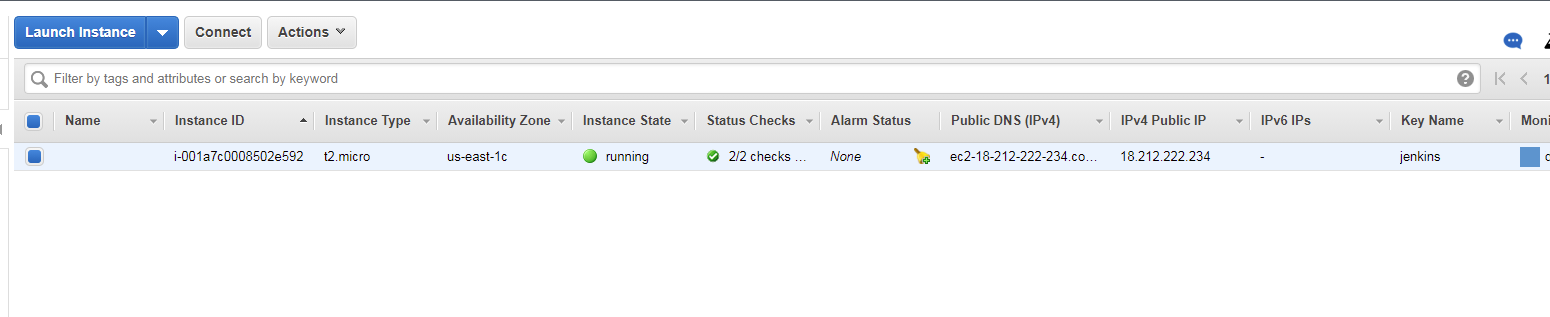 Launch Instance Connect Actions
Filter by tags and attributes or search by keyword 1
Name Instance ID Instance Type Availability Zone Instance State Status Checks Alarm Status Public DNS (IPv4) IPv4 Public IP IPv6 IPs Key Name Moni
i-001a7c0008502e592 t2.micro us-east-1c running 2/2 checks ... None ec2-18-212-222-234.co... 18.212.222.234 - jenkins